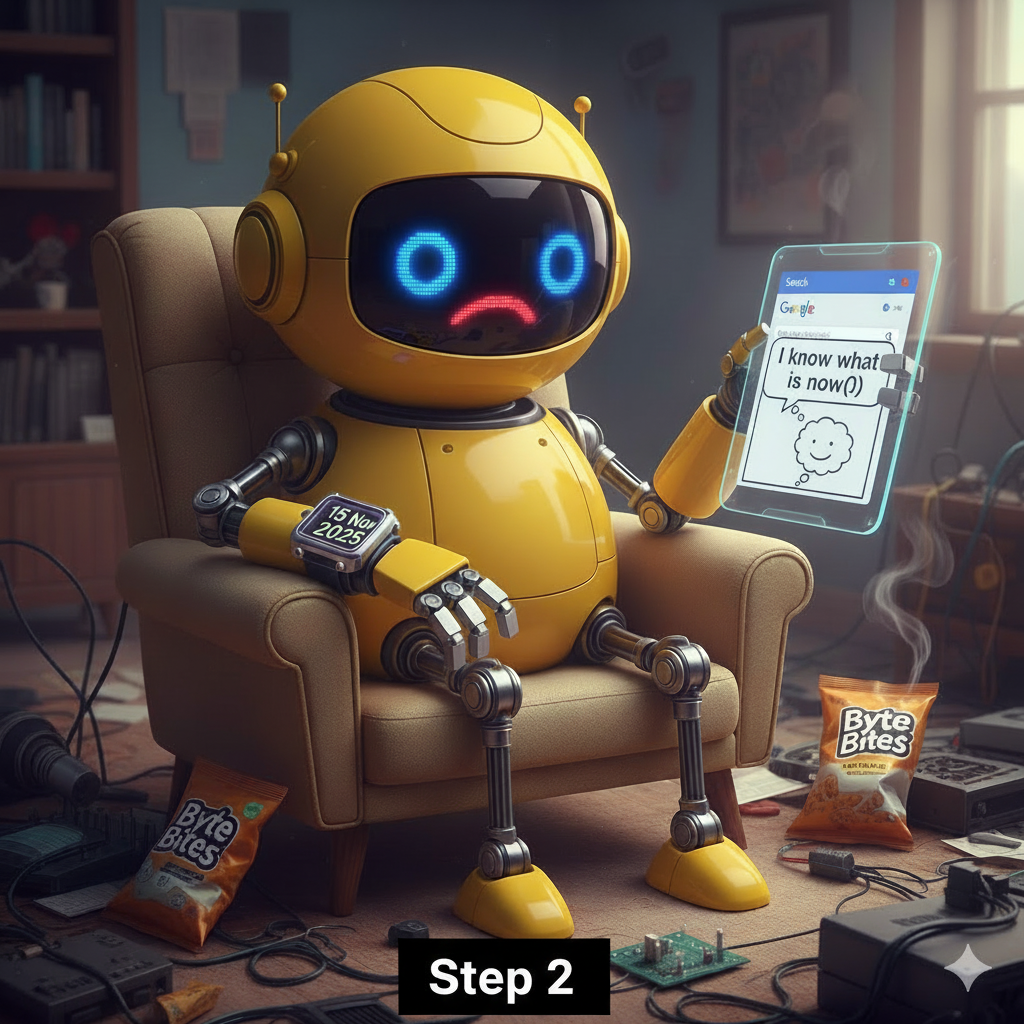 Search
Google
I know what
is now())
15 Nov
2025
Byte
Bites
Byte
Bites
Step 2